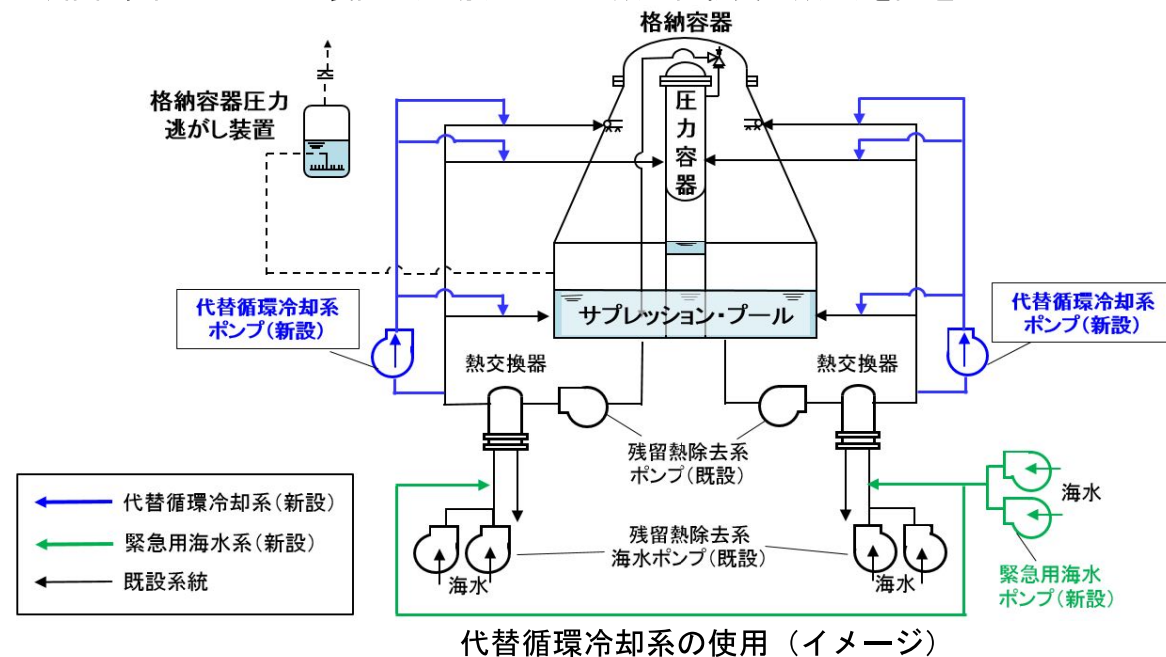 格納容器
格納容器圧力
逃がし装置
圧
力
容
器
代替循環冷却系
ポンプ(新設)
代替循環冷却系
ポンプ(新設)
サプレッション・プール
熱交換器
熱交換器
残留熱除去系
ポンプ(既設)
代替循環冷却系(新設)
緊急用海水系(新設)
既設系統
海水
残留熱除去系
海水ポンプ(既設)
海水
海水
緊急用海水
ポンプ(新設)
代替循環冷却系の使用（イメージ）